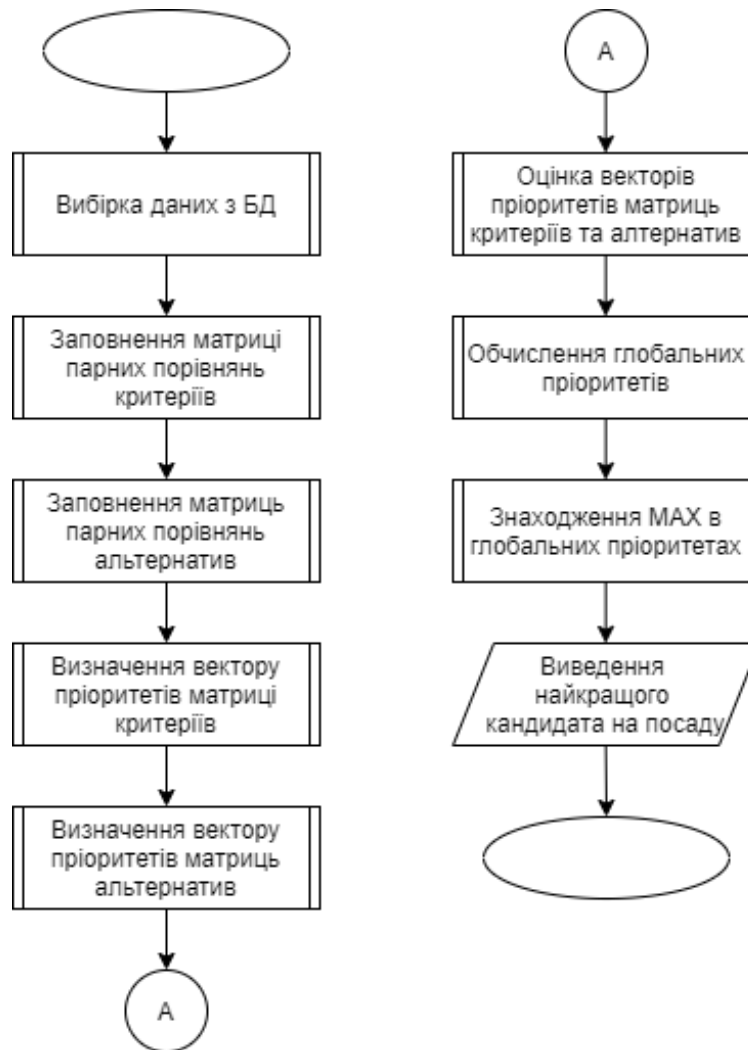 Вибірка даних з БД
Заповнення матриці
парних порівнянь
критеріїв
Заповнення матриць
парних порівнянь
альтернатив
Визначення вектору
пріоритетів матриці
критеріїв
Визначення вектору
пріоритетів матриць
альтернатив
А
А
Оцінка векторів
пріоритетів матриць
критеріїв та алтернатив
Обчислення глобальних
пріоритетів
Знаходження МАХ в
глобальних пріоритетах
Виведення
найкращого
кандидата на посаду